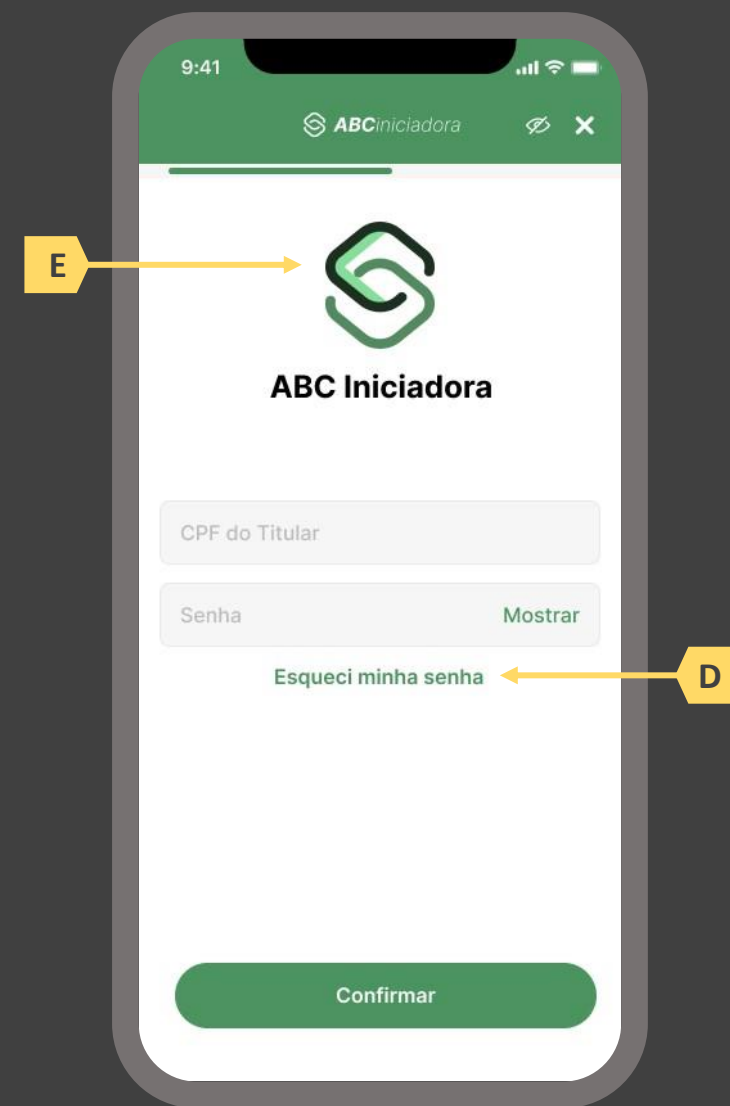 9:41
ABCiniciadora
E
ABC Iniciadora
CPF do Titular
Senha Mostrar
Esqueci minha senha
D
Confirmar